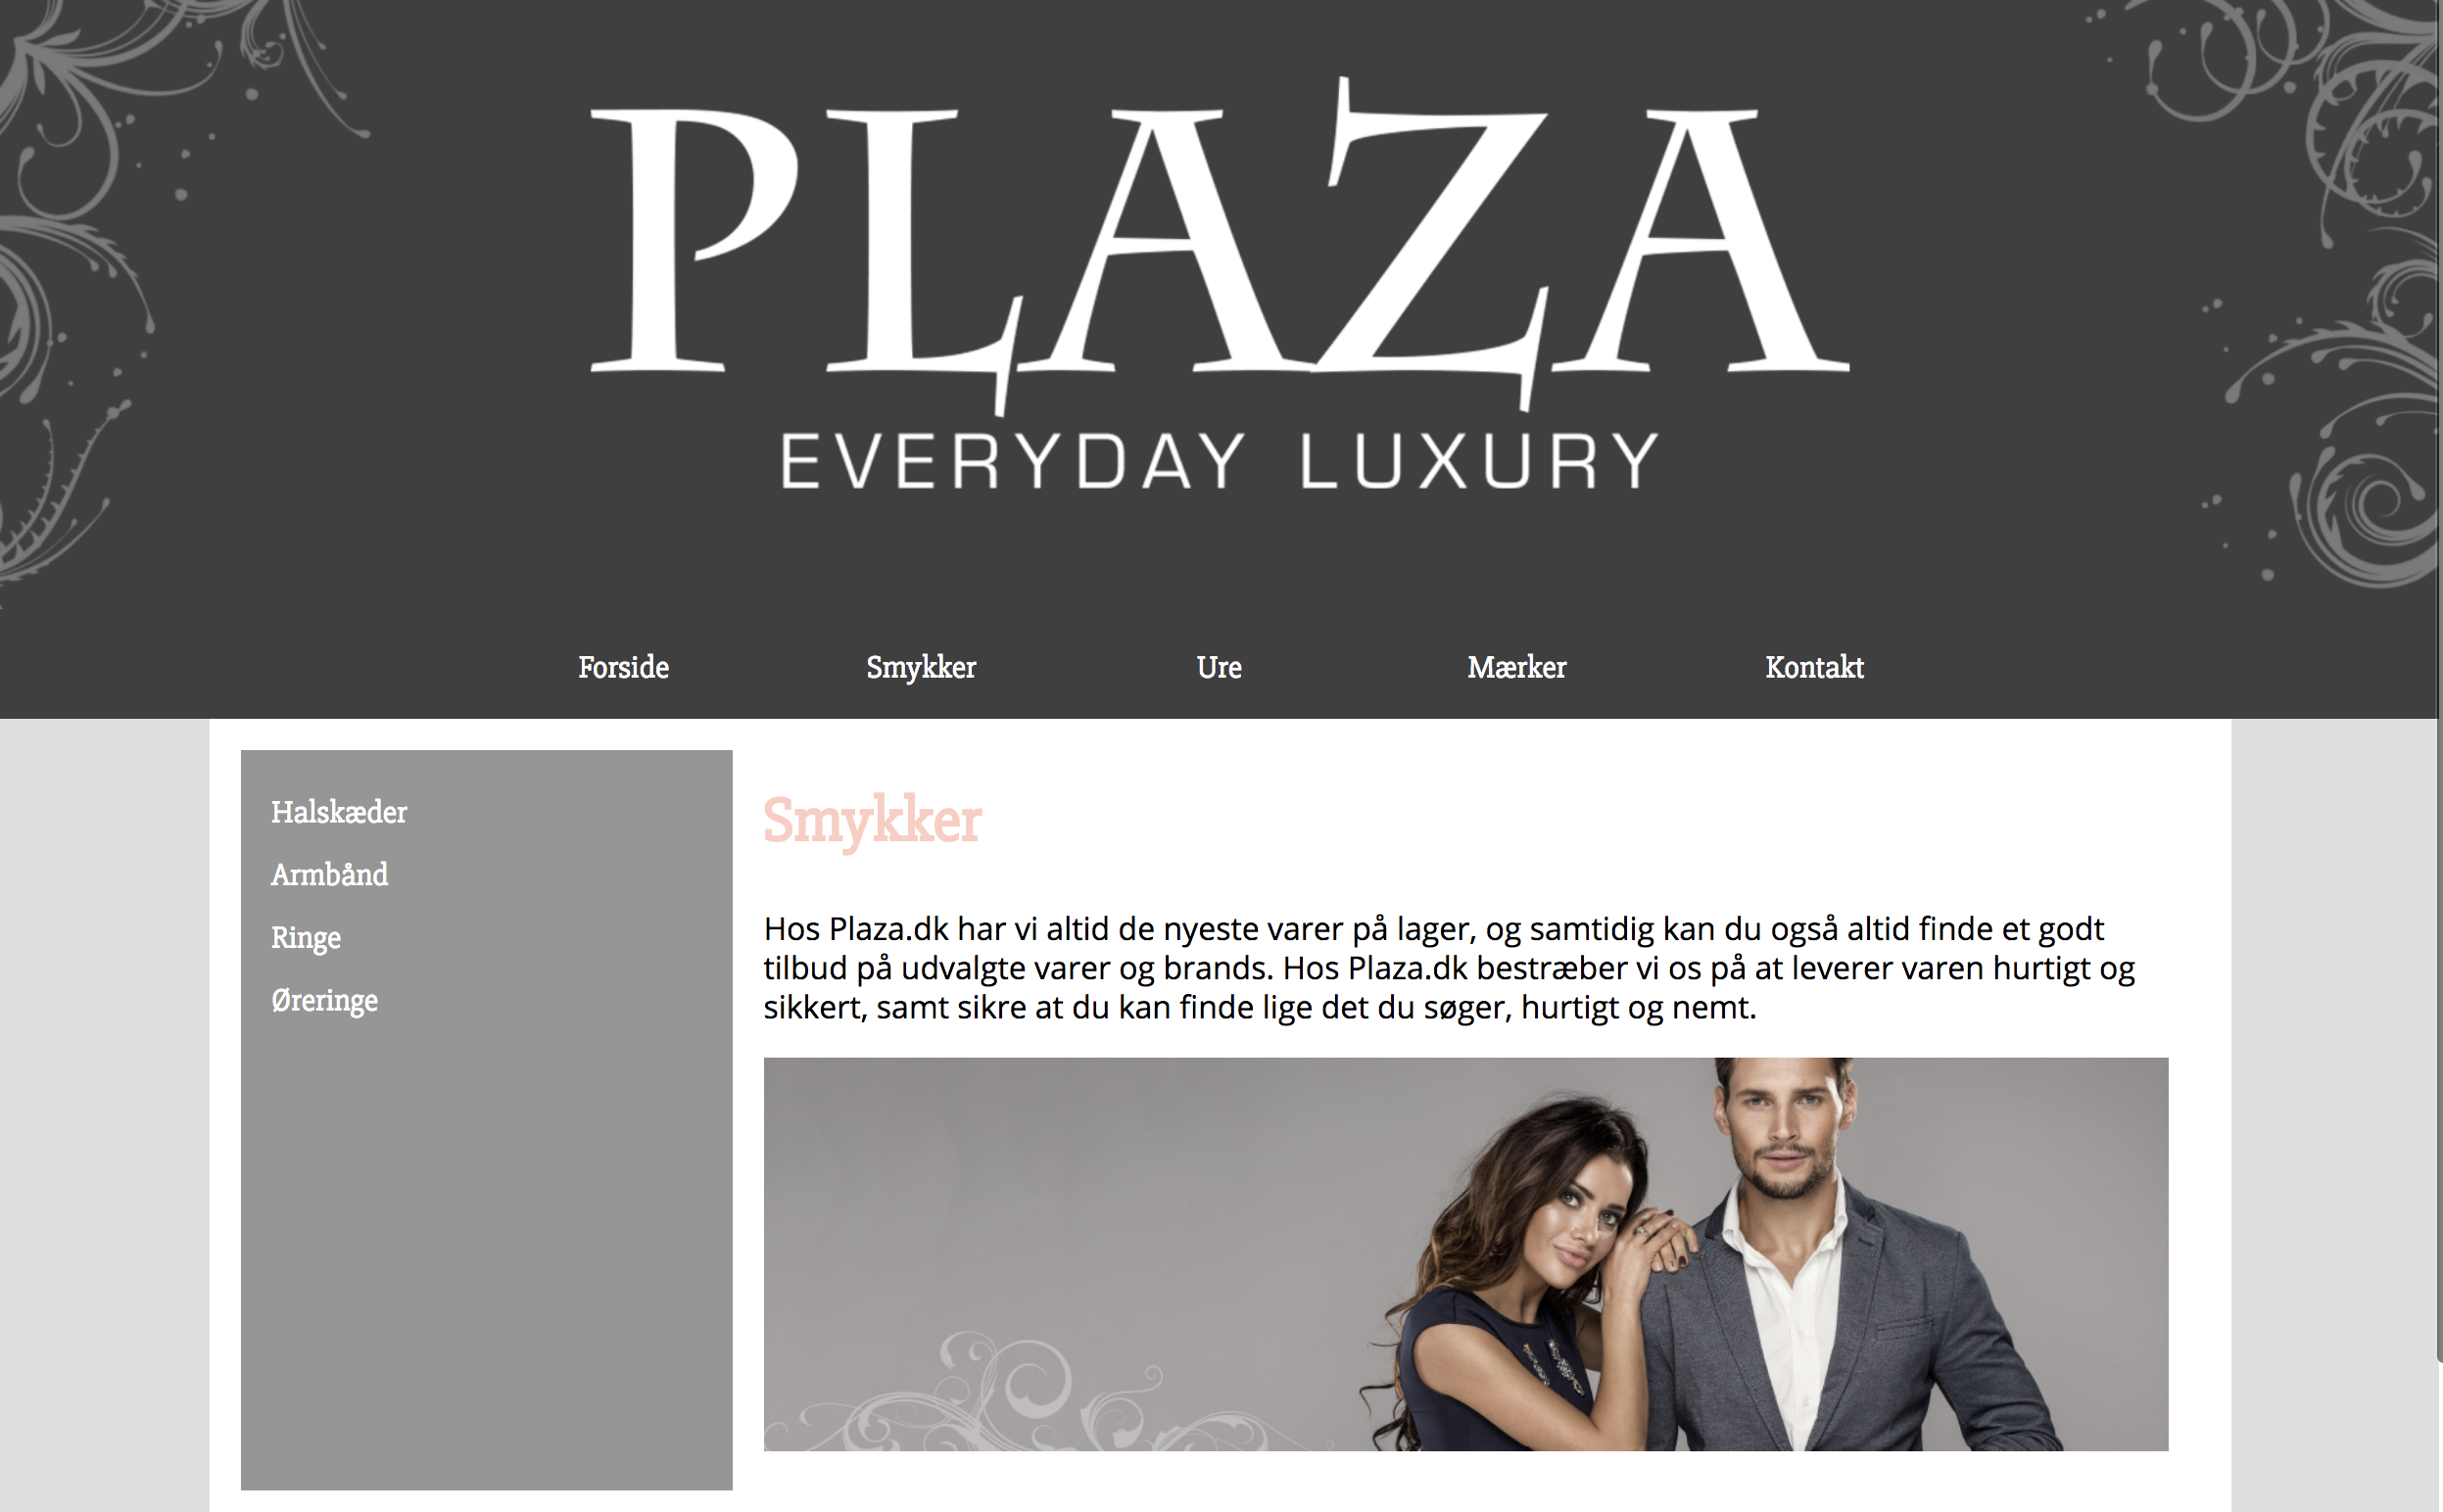 PLAZA
EVERYDAY LUXURY
Forside Smykker Ure Mærker Kontakt
Halskæder
Armbånd
Ringe
Øreringe
Smykker
Hos Plaza.dk har vi altid de nyeste varer på lager, og samtidig kan du også altid finde et godt
tilbud på udvalgte varer og brands. Hos Plaza.dk bestræber vi os på at leverer varen hurtigt og
sikkert, samt sikre at du kan finde lige det du søger, hurtigt og nemt.